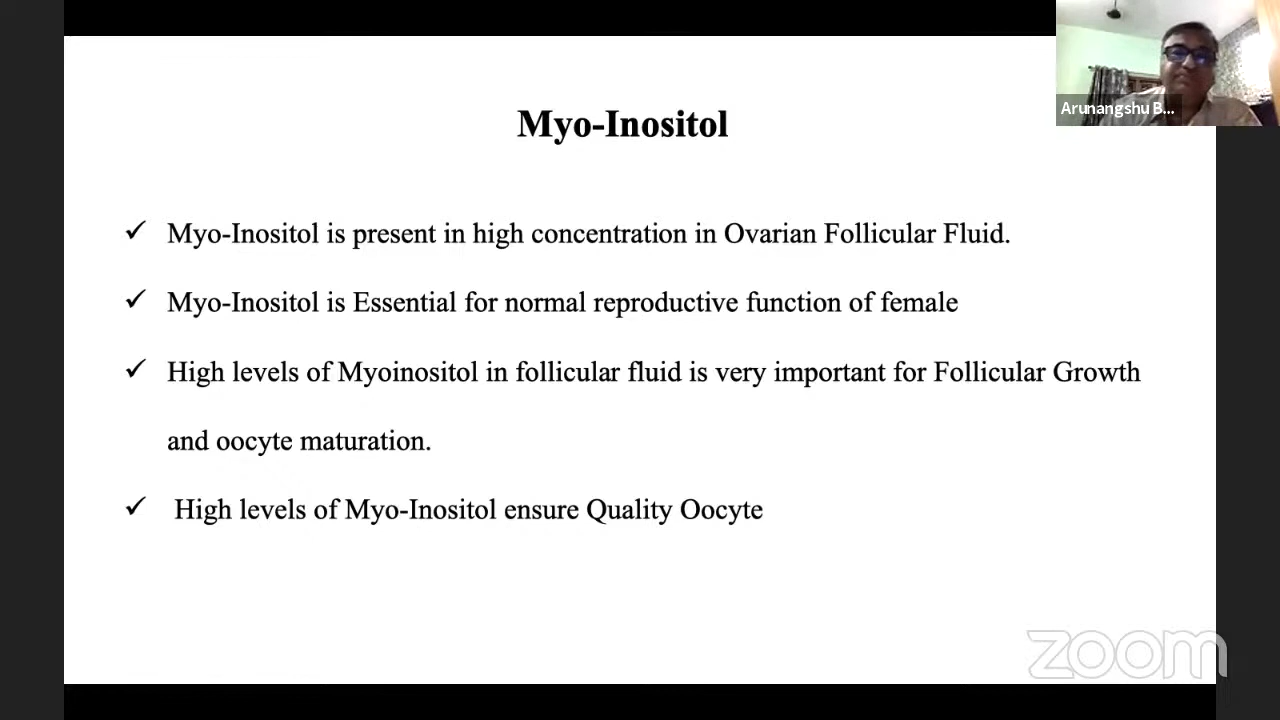 Arunangshu B...
Myo-Inositol
✓ Myo-Inositol is present in high concentration in Ovarian Follicular Fluid.
✓ Myo-Inositol is Essential for normal reproductive function of female
✓ High levels of Myoinositol in follicular fluid is very important for Follicular Growth
and oocyte maturation.
✓ High levels of Myo-Inositol ensure Quality Oocyte
zoom